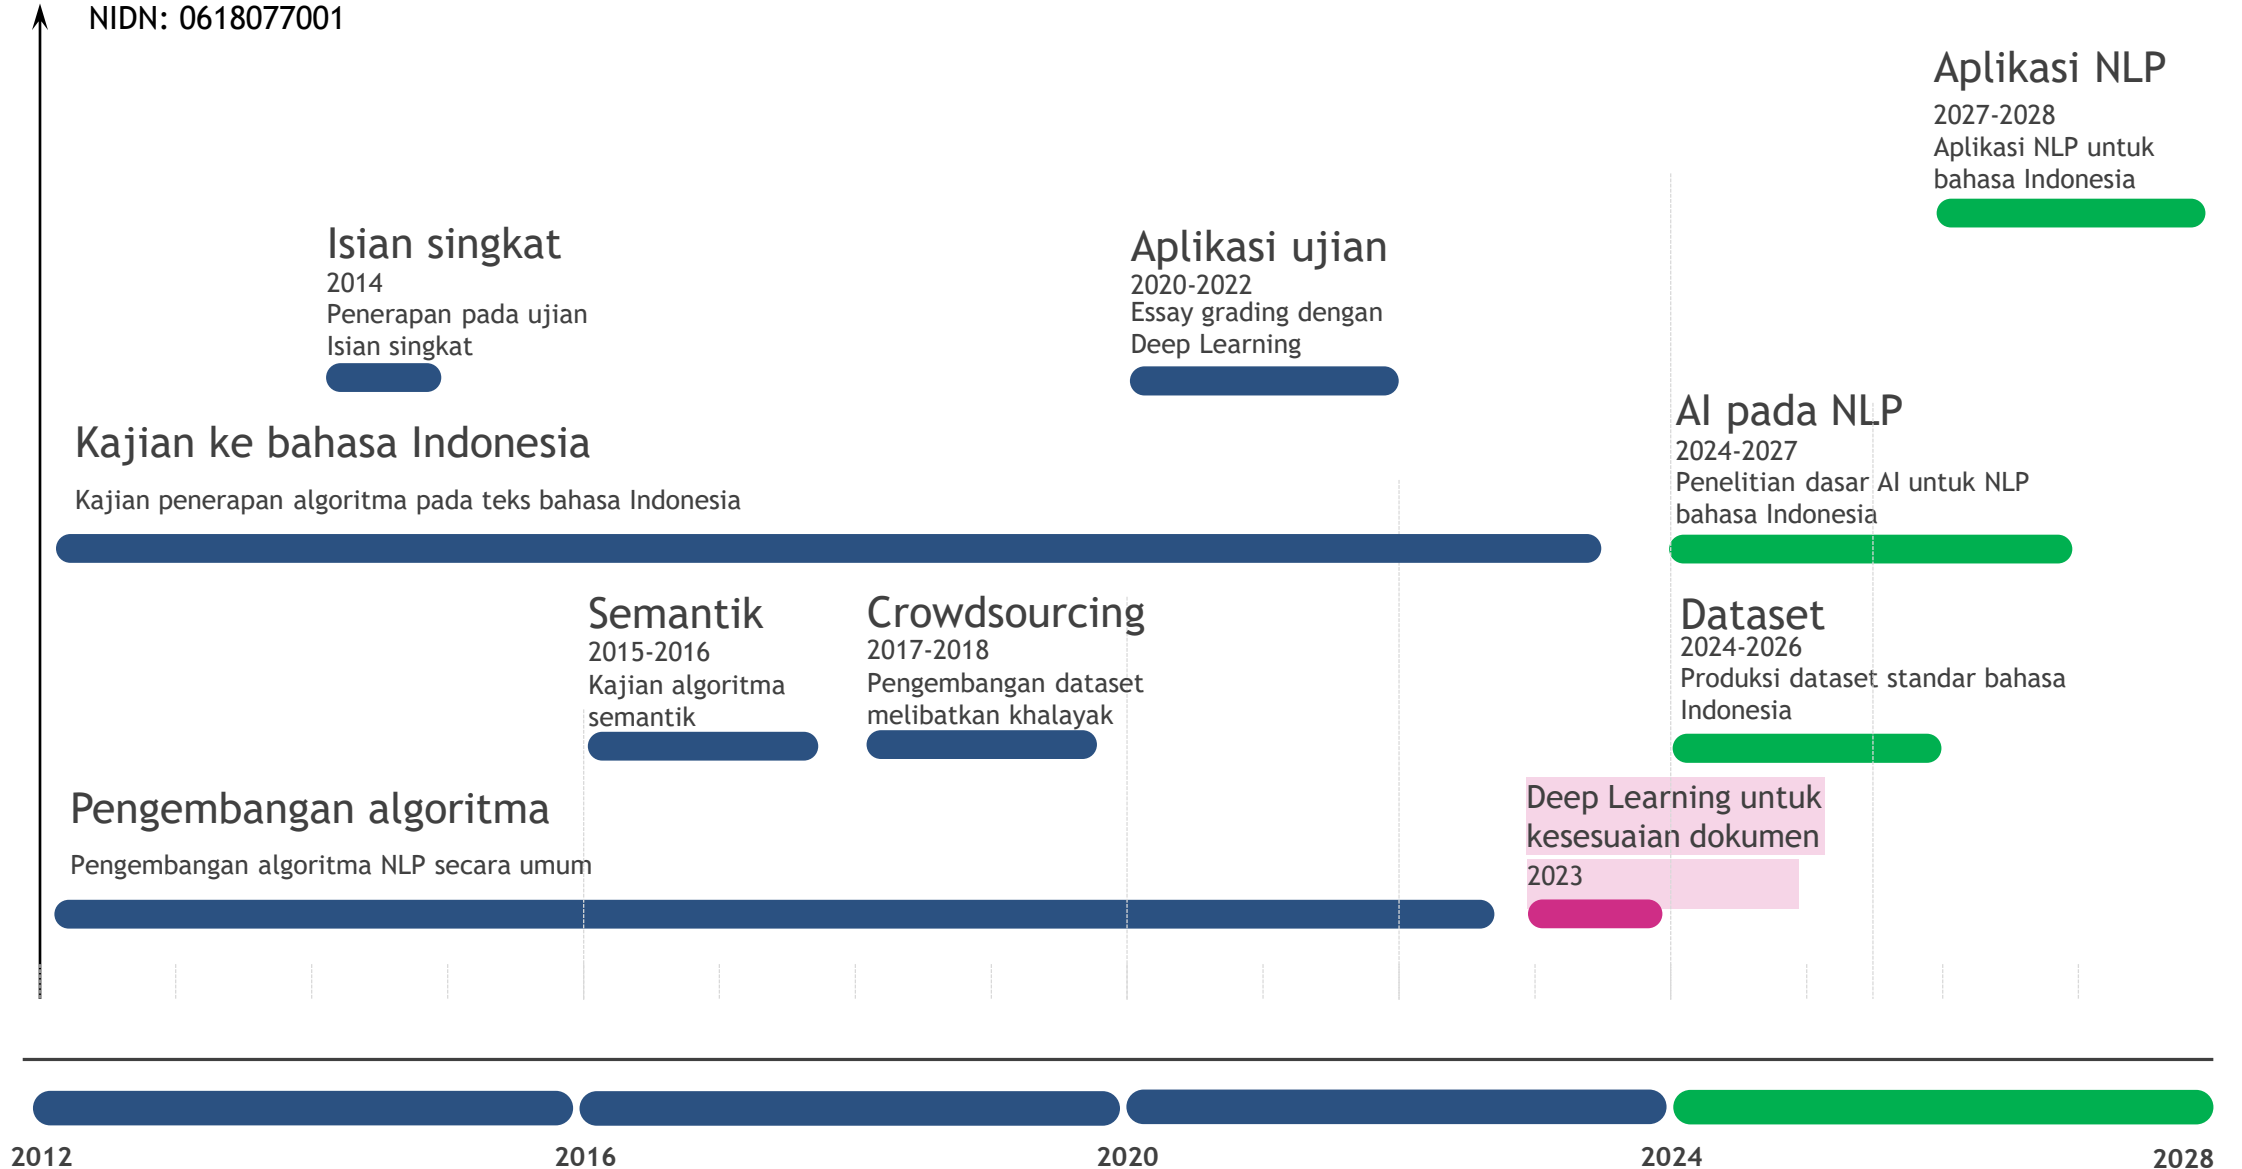 NIDN: 0618077001
Aplikasi NLP
2027-2028
Aplikasi NLP untuk
bahasa Indonesia
Isian singkat
2014
Penerapan pada ujian
Isian singkat
Aplikasi ujian
2020-2022
Essay grading dengan
Deep Learning
Kajian ke bahasa Indonesia
Kajian penerapan algoritma pada teks bahasa Indonesia
AI pada NLP
2024-2027
Penelitian dasar AI untuk NLP
bahasa Indonesia
Semantik
2015-2016
Kajian algoritma
semantik
Crowdsourcing
2017-2018
Pengembangan dataset
melibatkan khalayak
Dataset
2024-2026
Produksi dataset standar bahasa
Indonesia
Pengembangan algoritma
Pengembangan algoritma NLP secara umum
Deep Learning untuk
kesesuaian dokumen
2023
2012
2016
2020
2024
2028